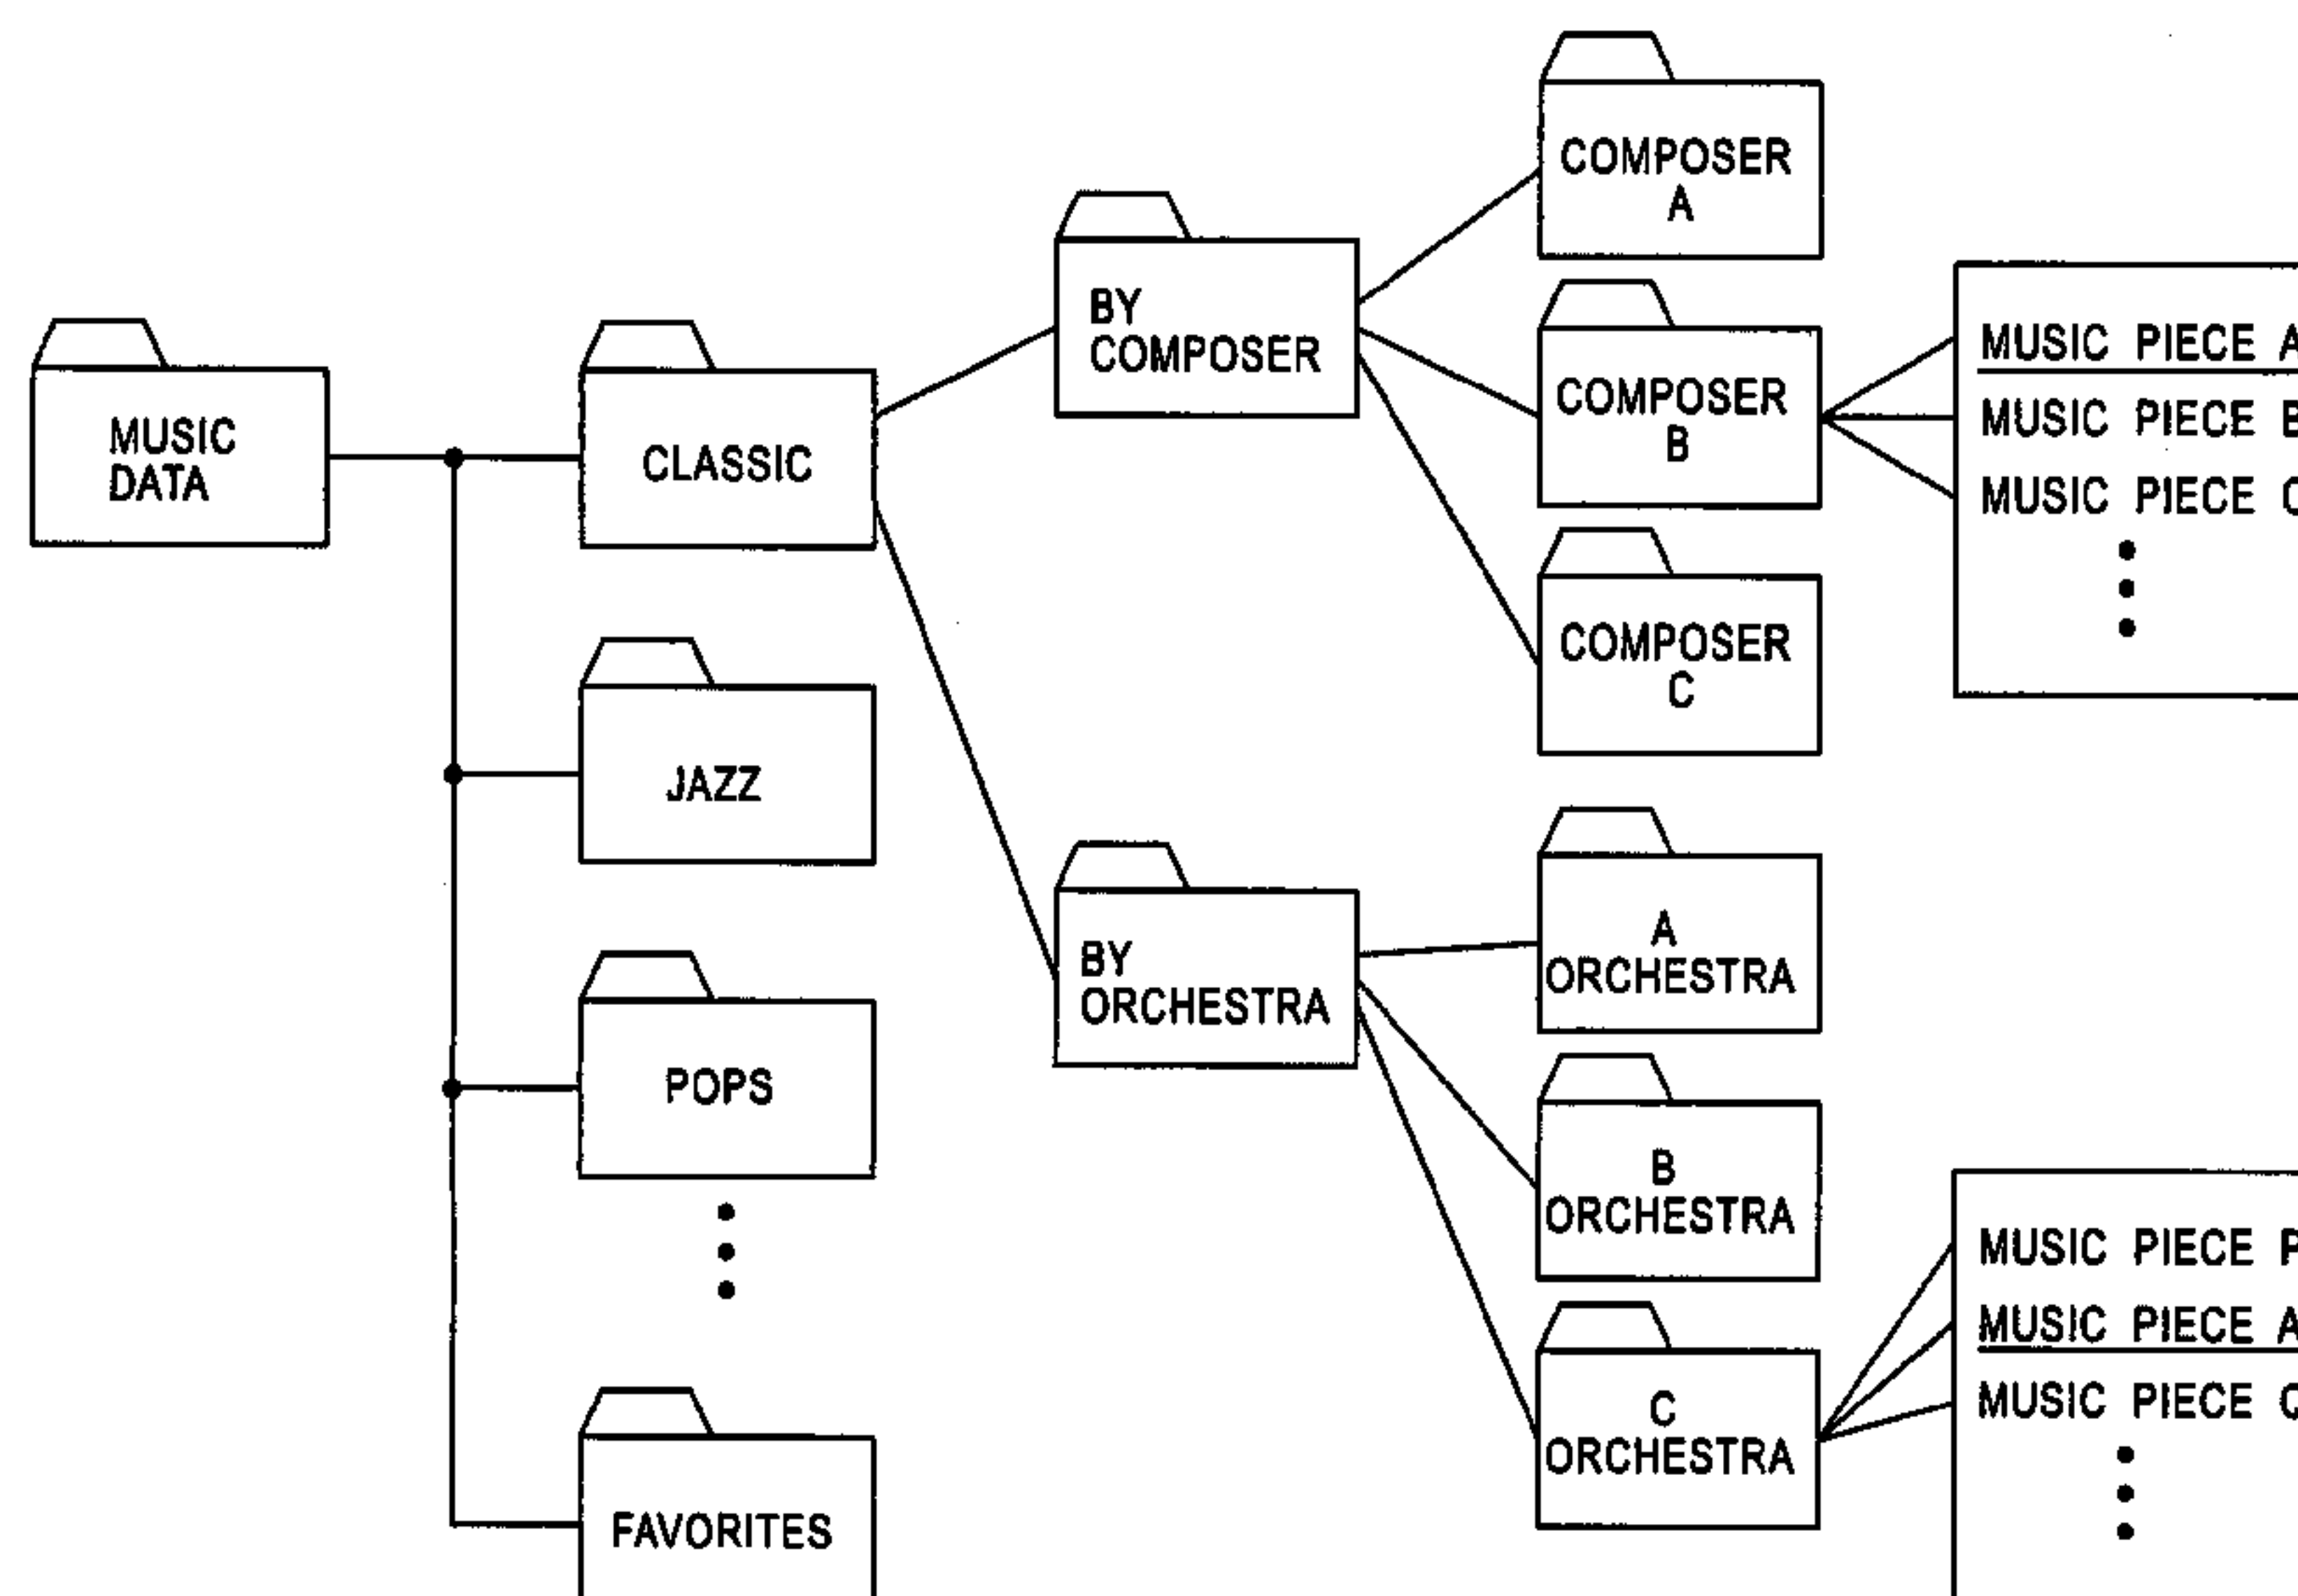 MUSIC
DATA
CLASSIC
JAZZ
POPS
FAVORITES
BY
COMPOSER
BY
ORCHESTRA
COMPOSER
A
COMPOSER
B
COMPOSER
C
A
ORCHESTRA
B
ORCHESTRA
C
ORCHESTRA
MUSIC PIECE A
MUSIC PIECE B
MUSIC PIECE C
MUSIC PIECE P
MUSIC PIECE A
MUSIC PIECE